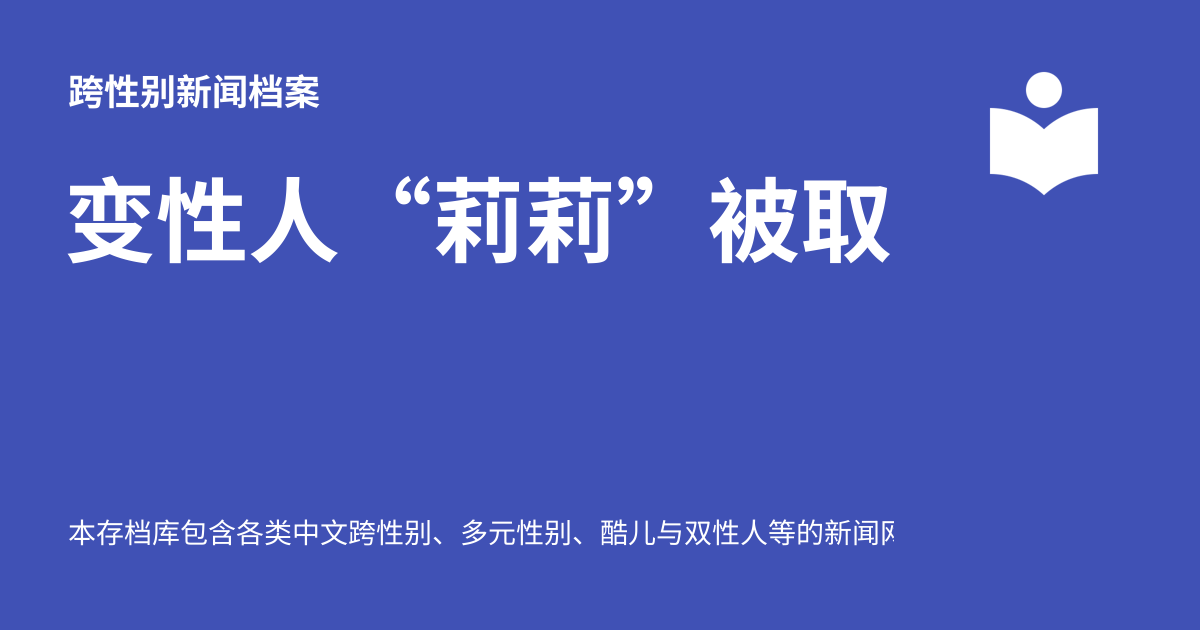 跨性别新闻档案
变性人“莉莉”被取
本存档库包含各类中文跨性别、多元性别、酷儿与双性人等的新闻网